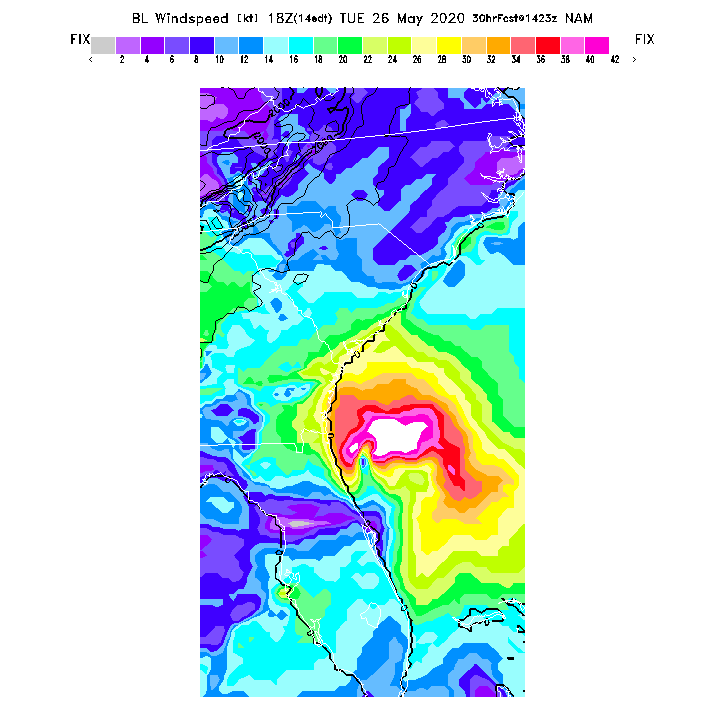 BL Windspeed [kt] 18Z(14edt) TUE 26 May 2020 30hrFcst@1423z NAM
FIX FIX
< 2 4 6 8 10 12 14 16 18 20 22 24 26 28 30 32 34 36 38 40 42 >